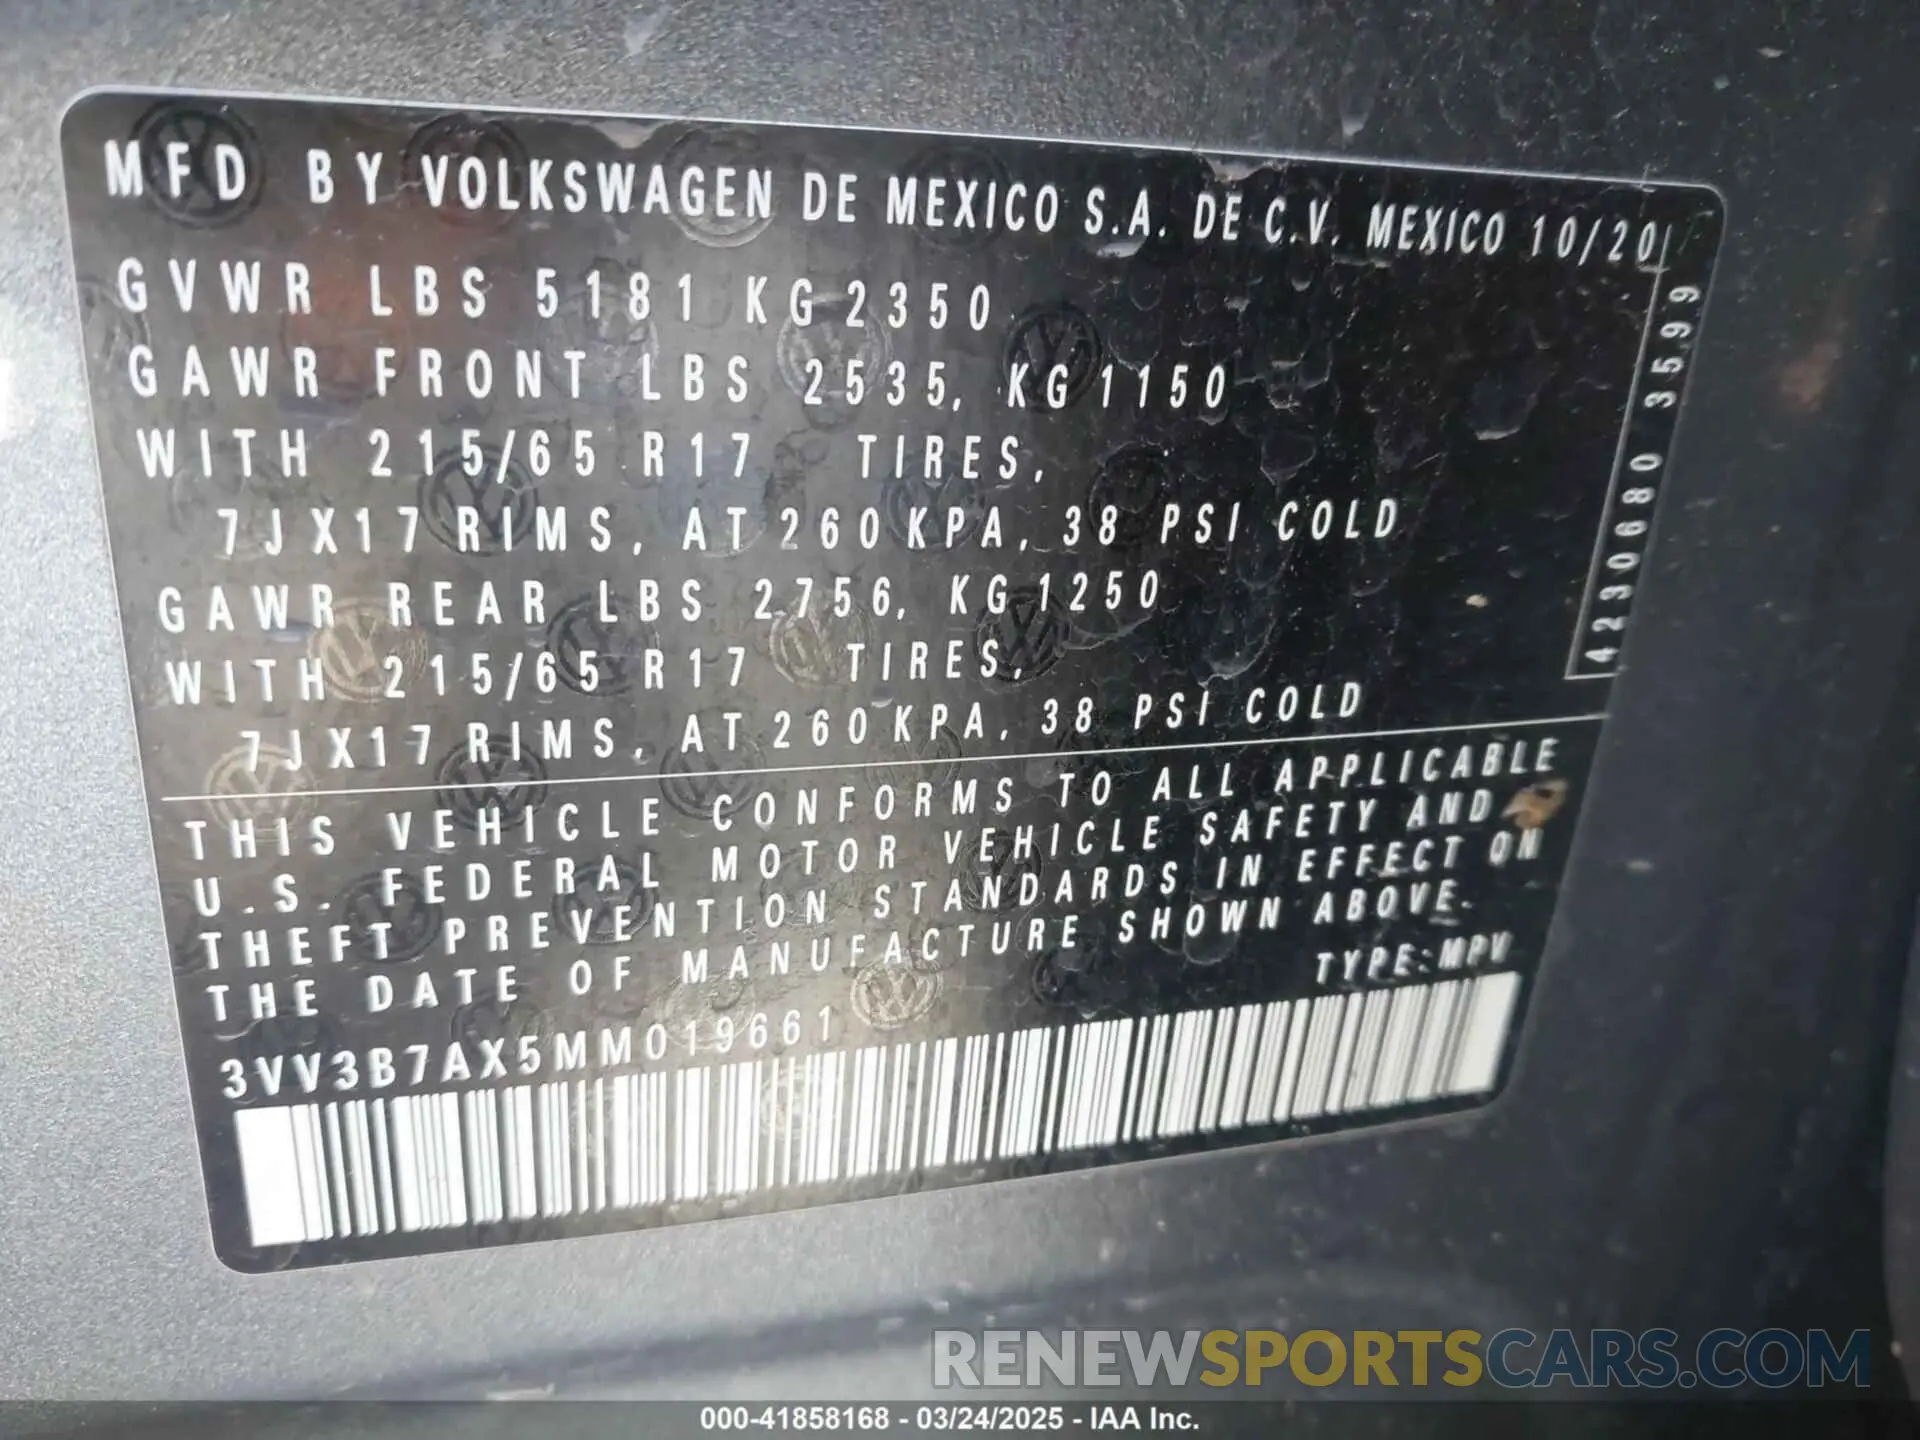 MFD BY VOLKSWAGEN DE MEXICO S.A. DE C.V. MEXICO 10/20
GVWR LBS 5181 KG 2350
GAWR FRONT LBS 2535, KG 1150
WITH 215/65 R17 TIRES,
7JX17 RIMS, AT 260 KPA, 38 PSI COLD
GAWR REAR LBS 2756, KG 1250
WITH 215/65 R17 TIRES,
7JX17 RIMS, AT 260 KPA, 38 PSI COLD
4230680 3599
THIS VEHICLE CONFORMS TO ALL APPLICABLE
U.S. FEDERAL MOTOR VEHICLE SAFETY AND
THEFT PREVENTION STANDARDS IN EFFECT ON
THE DATE OF MANUFACTURE SHOWN ABOVE.
TYPE: MPV
3VV3B7AX5MM019661
RENEWSPORTSCARS.COM
000-41858168 - 03/24/2025 - IAA Inc.